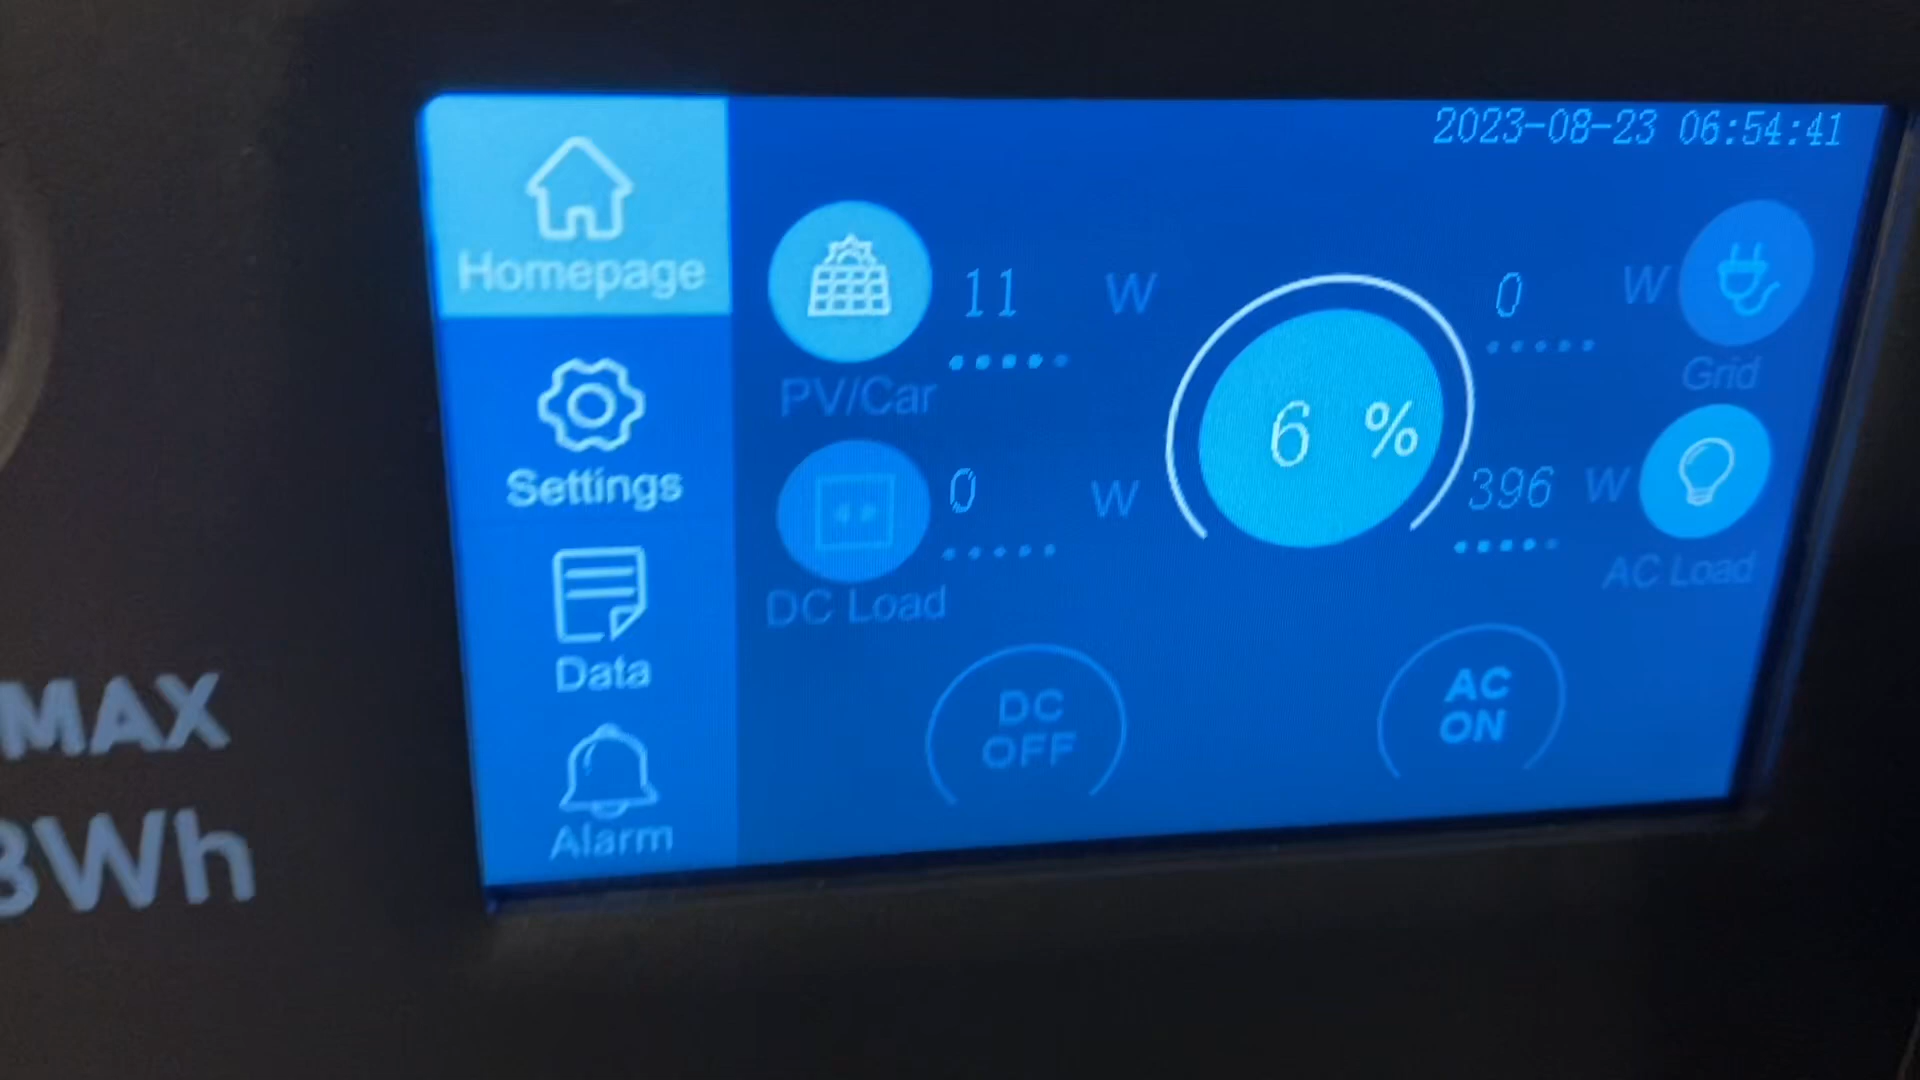 2023-08-23 06:54:41
Homepage
11 W
PV/Car
0 W
Grid
6 %
Settings
0 W
DC Load
396 W
AC Load
Data
DC
OFF
AC
ON
Alarm
MAX
8Wh